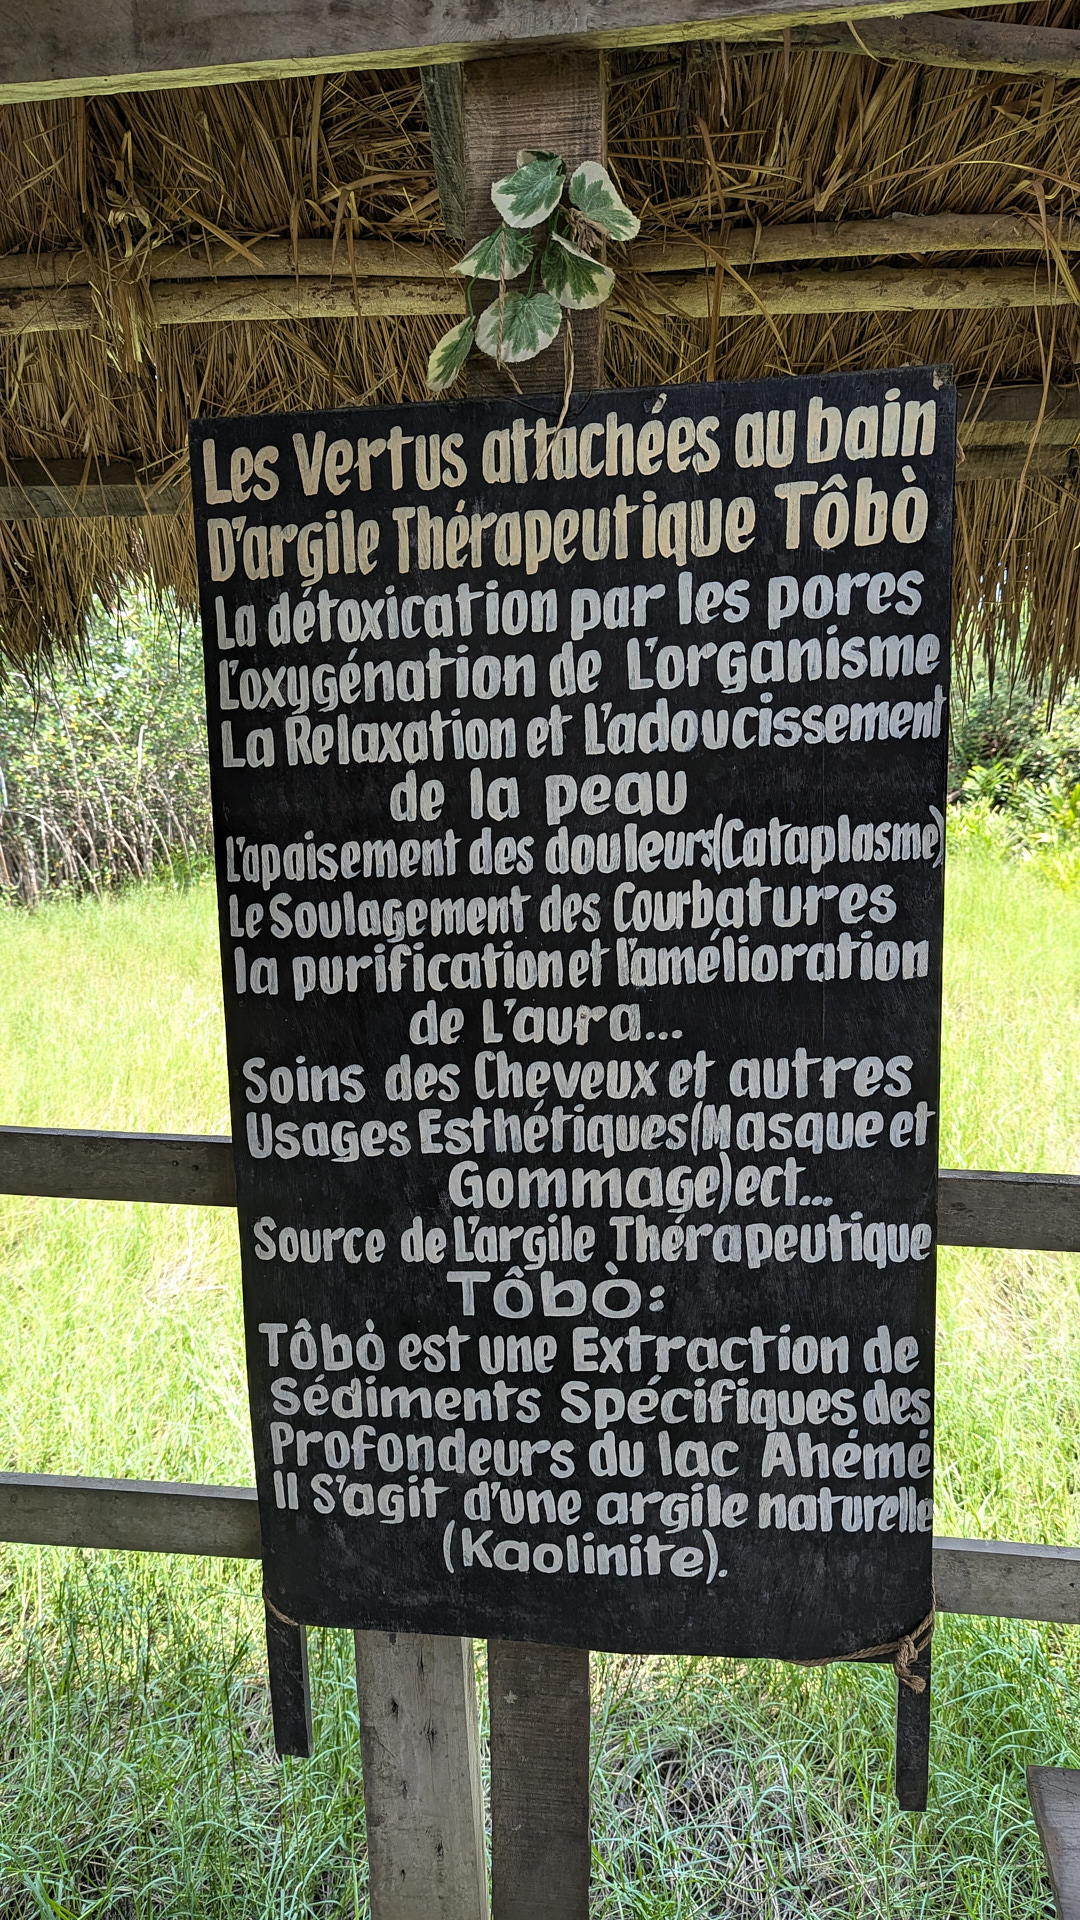 Les Vertus attachées au bain
D'argile Thérapeutique Tôbò
La détoxication par les pores
L'oxygénation de L'organisme
La Relaxation et L'adoucissement
de la peau
L'apaisement des douleurs(Cataplasme)
Le Soulagement des Courbatures
la purification et l'amélioration
de L'aura...
Soins des Cheveux et autres
Usages Esthétiques(Masque et
Gommage)ect...
Source de L'argile Thérapeutique
Tôbò:
Tôbò est une Extraction de
Sédiments Spécifiques des
Profondeurs du lac Ahémé
Il S'agit d'une argile naturelle
(Kaolinite).